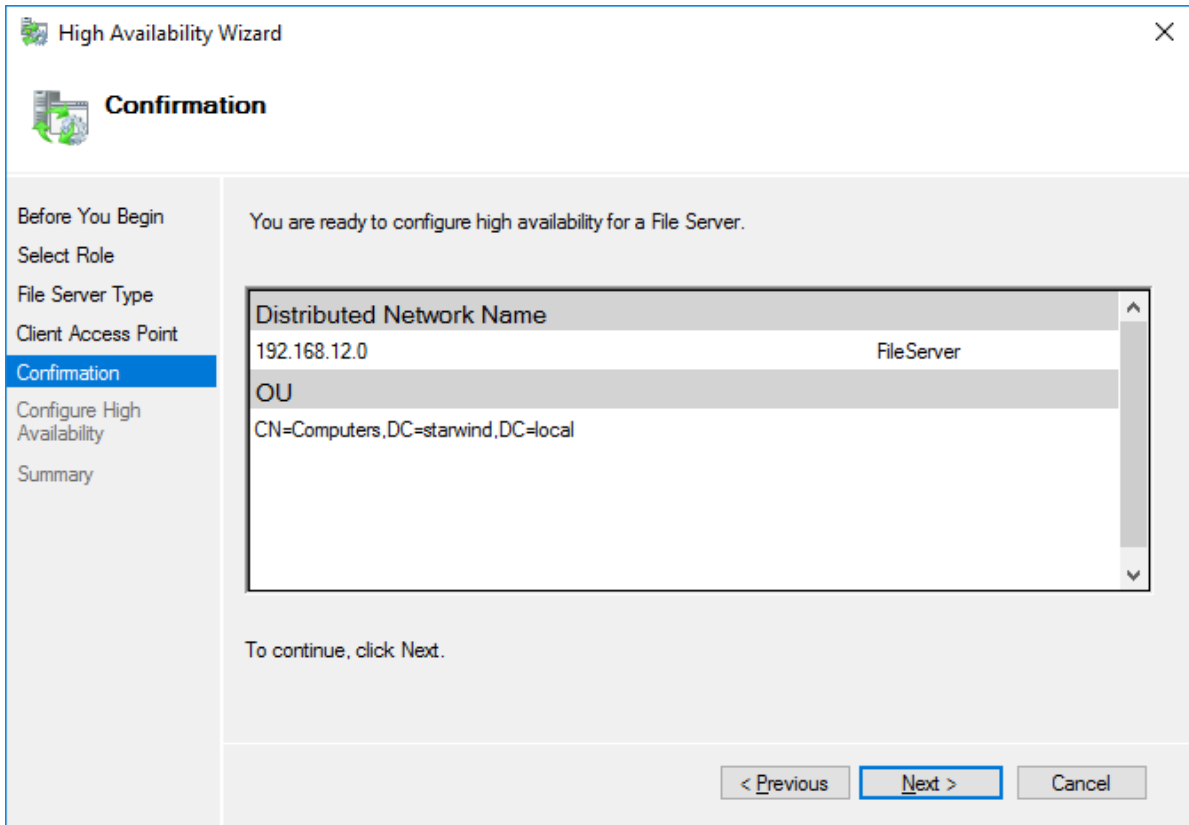 High Availability Wizard
Confirmation
Before You Begin
Select Role
File Server Type
Client Access Point
Confirmation
Configure High
Availability
Summary
You are ready to configure high availability for a File Server.
Distributed Network Name
192.168.12.0 FileServer
OU
CN=Computers,DC=starwind,DC=local
To continue, click Next.
< Previous Next > Cancel